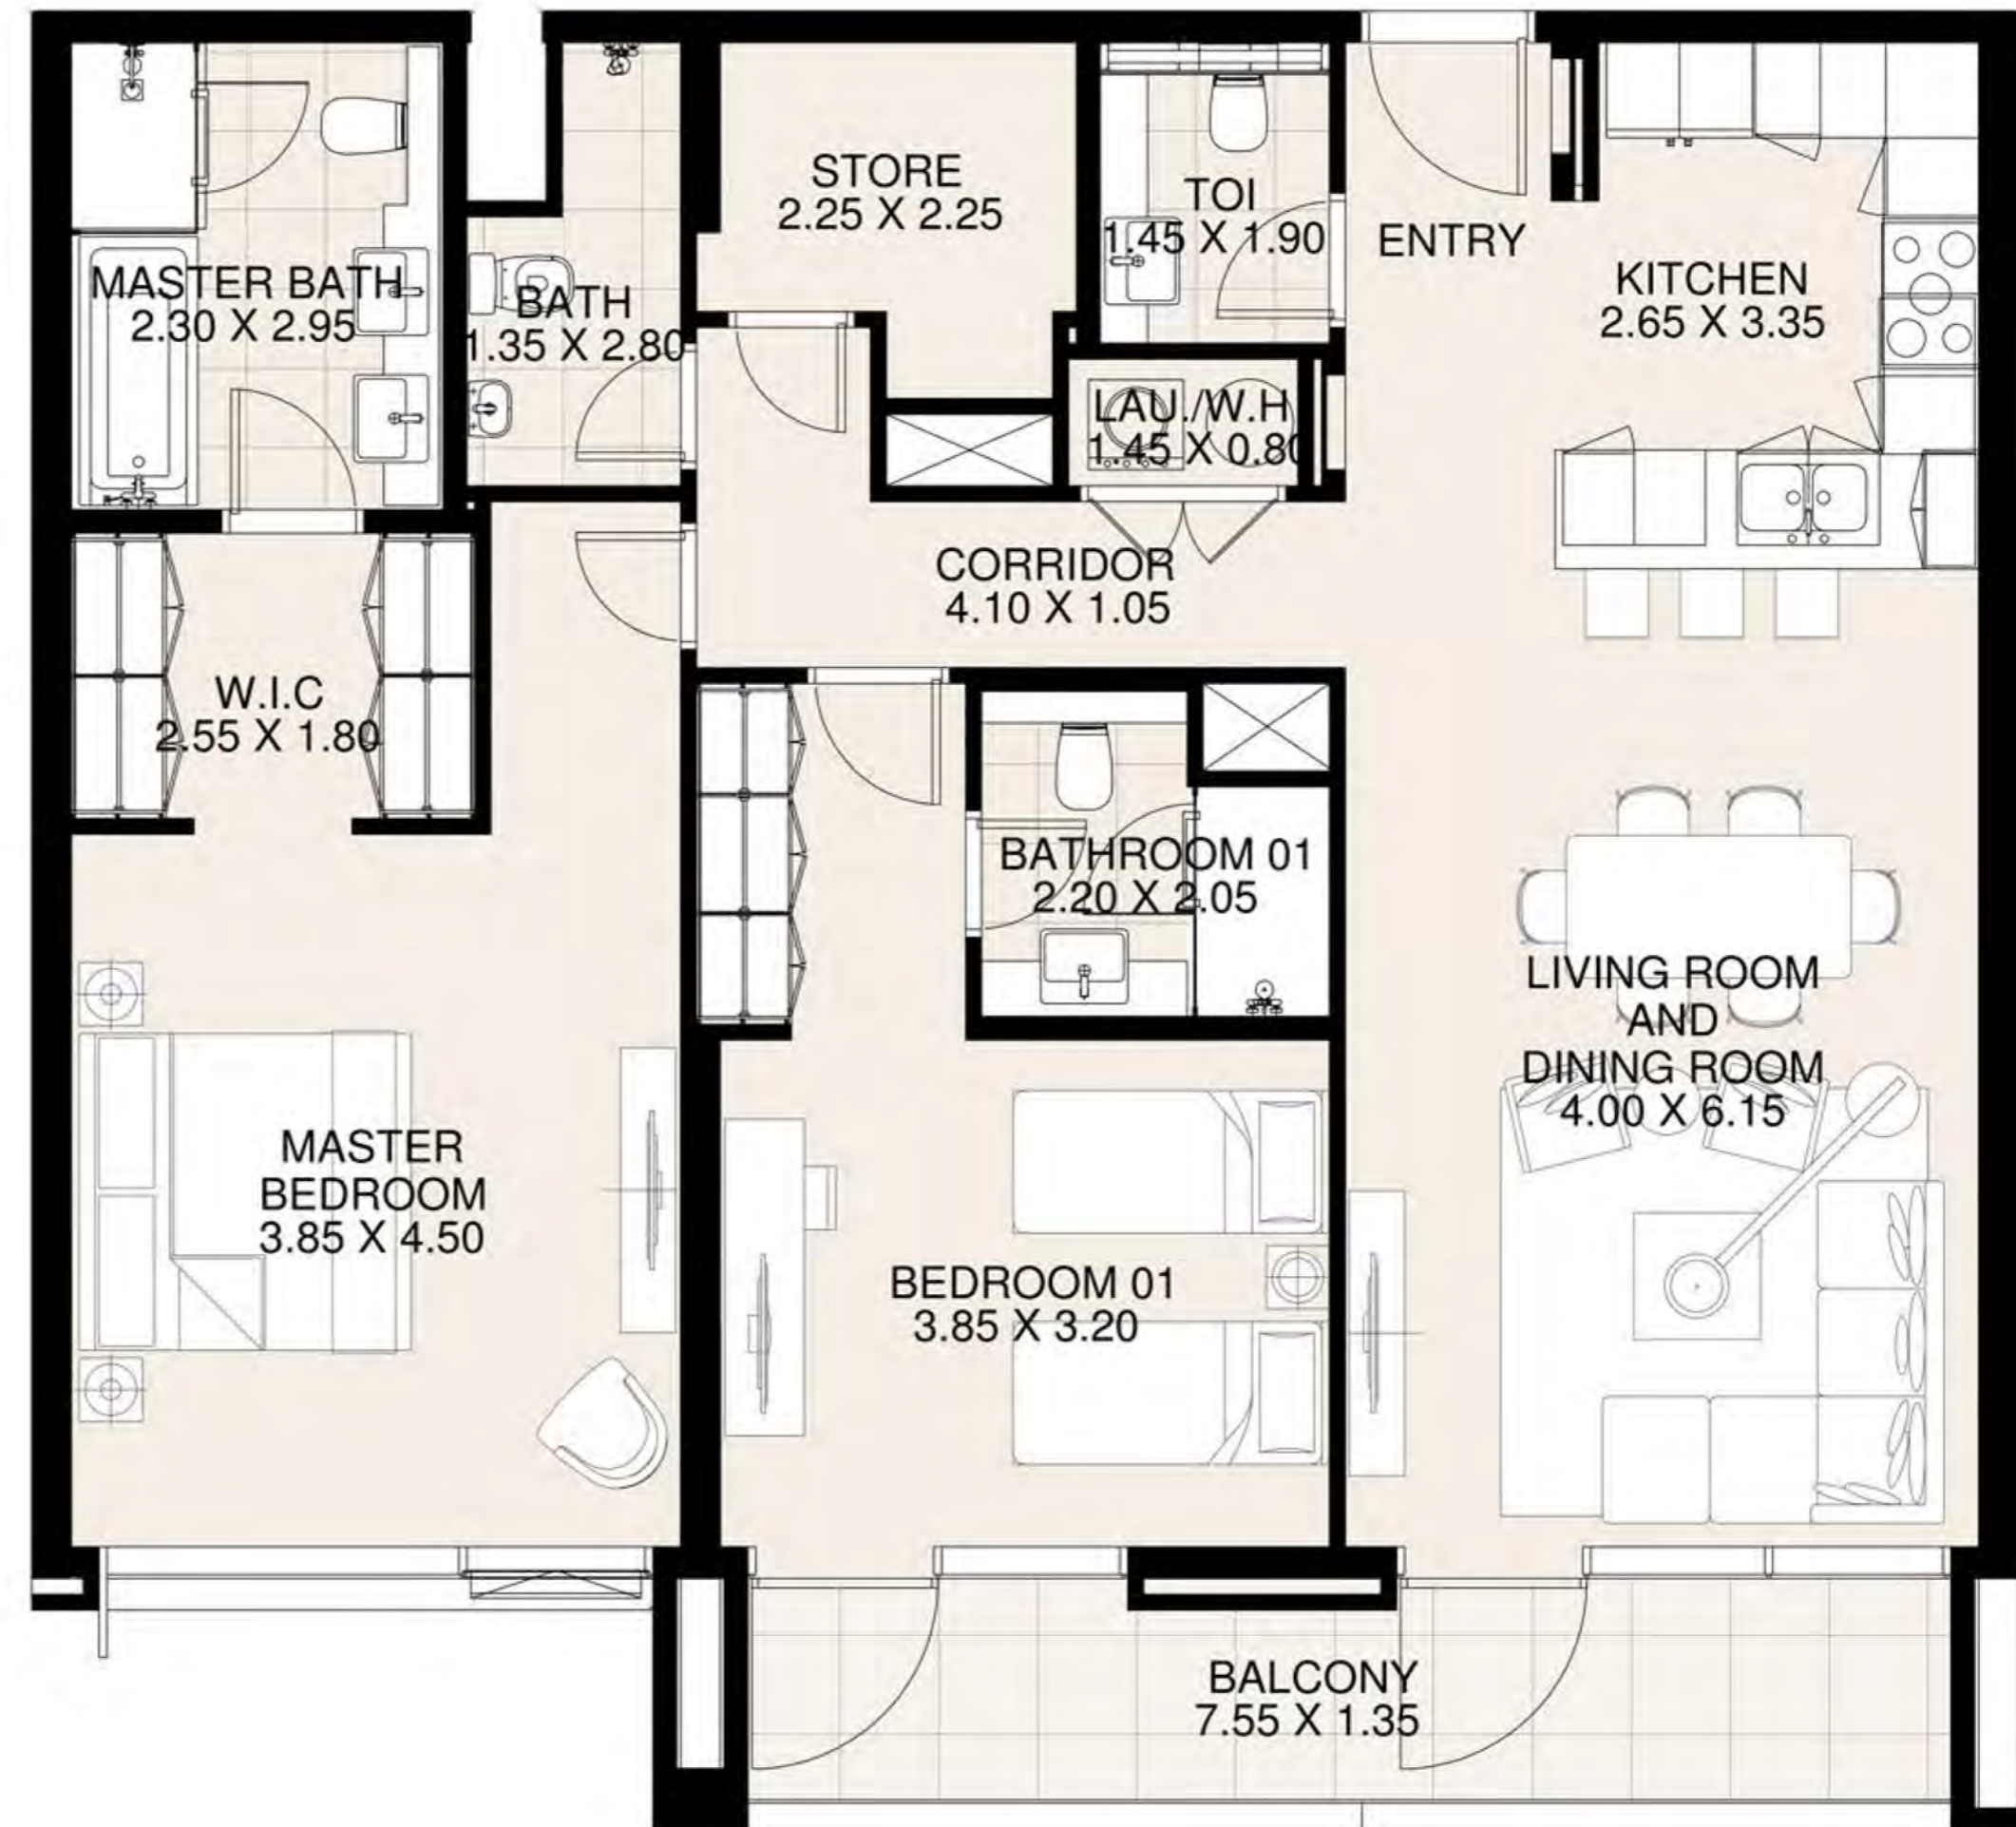 STORE
2.25 X 2.25
TOI
1.45 X 1.90
ENTRY
KITCHEN
2.65 X 3.35
MASTER BATH
2.30 X 2.95
BATH
1.35 X 2.80
LAU./W.H
1.45 X 0.80
CORRIDOR
4.10 X 1.05
W.I.C
2.55 X 1.80
BATHROOM 01
2.20 X 2.05
LIVING ROOM
AND
DINING ROOM
4.00 X 6.15
MASTER
BEDROOM
3.85 X 4.50
BEDROOM 01
3.85 X 3.20
BALCONY
7.55 X 1.35